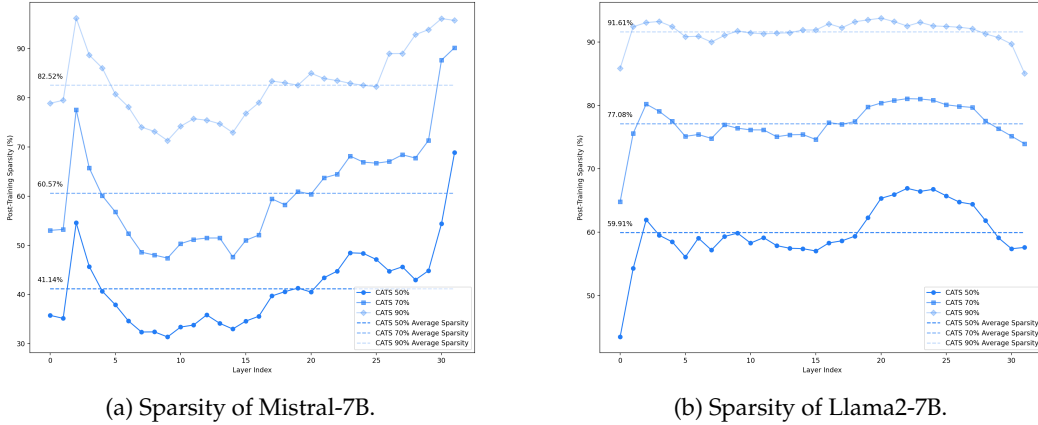 90
80
70
60
50
40
30
82.52%
60.57%
41.14%
Post-Training Sparsity (%)
CATS 50%
CATS 70%
CATS 90%
CATS 50% Average Sparsity
CATS 70% Average Sparsity
CATS 90% Average Sparsity
0 5 10 15 20 25 30
Layer Index
(a) Sparsity of Mistral-7B.
90
80
70
60
50
91.61%
77.08%
59.91%
Post-Training Sparsity (%)
CATS 50%
CATS 70%
CATS 90%
CATS 50% Average Sparsity
CATS 70% Average Sparsity
CATS 90% Average Sparsity
0 5 10 15 20 25 30
Layer Index
(b) Sparsity of Llama2-7B.